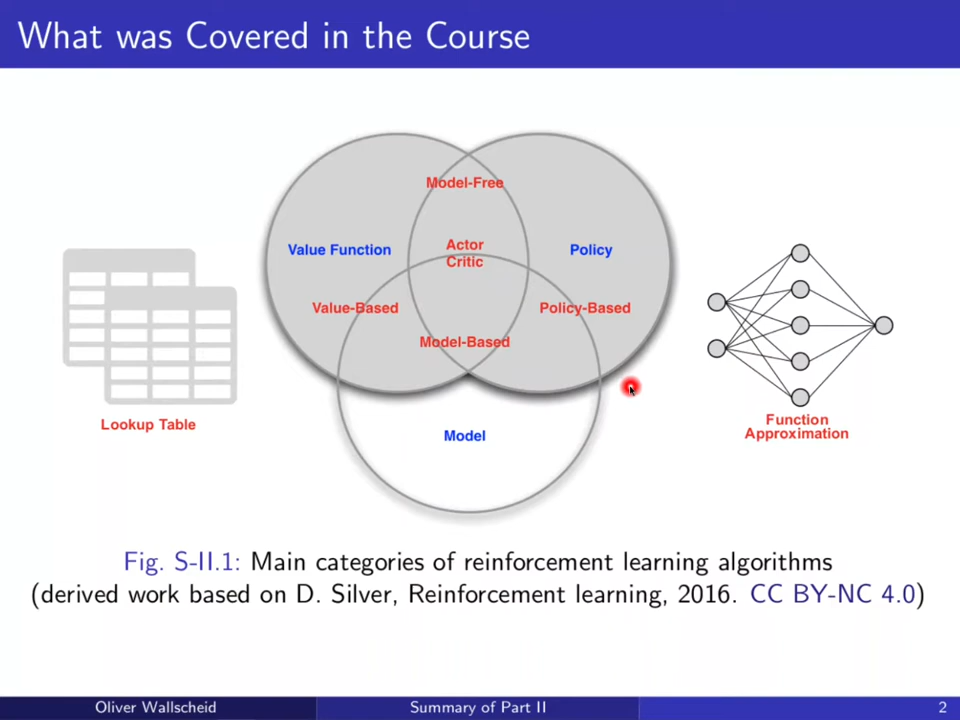 What was Covered in the Course
Model-Free
Value Function
Actor
Critic
Policy
Value-Based
Policy-Based
Model-Based
Lookup Table
Model
Function
Approximation
Fig. S-II.1: Main categories of reinforcement learning algorithms
(derived work based on D. Silver, Reinforcement learning, 2016. CC BY-NC 4.0)
Oliver Wallscheid
Summary of Part II
2